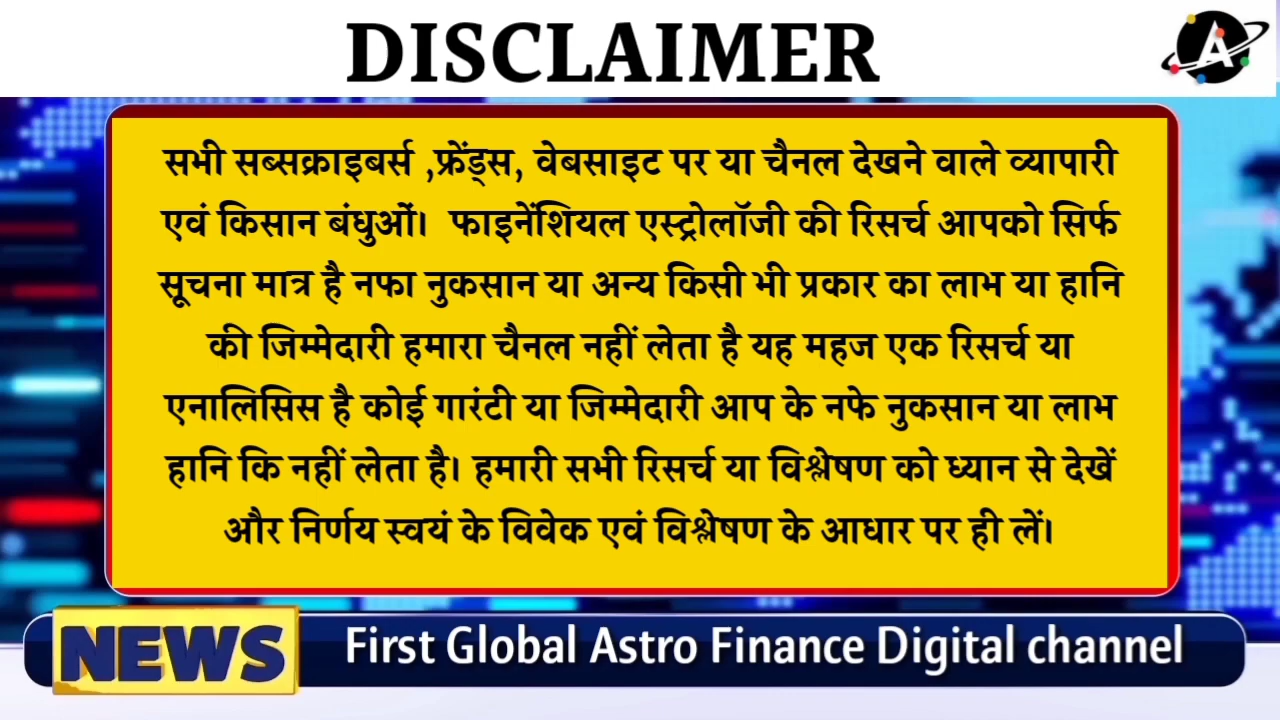 DISCLAIMER
A
सभी सब्सक्राइबर्स ,फ्रेंड्स, वेबसाइट पर या चैनल देखने वाले व्यापारी
एवं किसान बंधुओं।  फाइनेंशियल एस्ट्रोलॉजी की रिसर्च आपको सिर्फ
सूचना मात्र है नफा नुकसान या अन्य किसी भी प्रकार का लाभ या हानि
की जिम्मेदारी हमारा चैनल नहीं लेता है यह महज एक रिसर्च या
एनालिसिस है कोई गारंटी या जिम्मेदारी आप के नफे नुकसान या लाभ
हानि कि नहीं लेता है। हमारी सभी रिसर्च या विश्लेषण को ध्यान से देखें
और निर्णय स्वयं के विवेक एवं विश्लेषण के आधार पर ही लें।
NEWS
First Global Astro Finance Digital channel